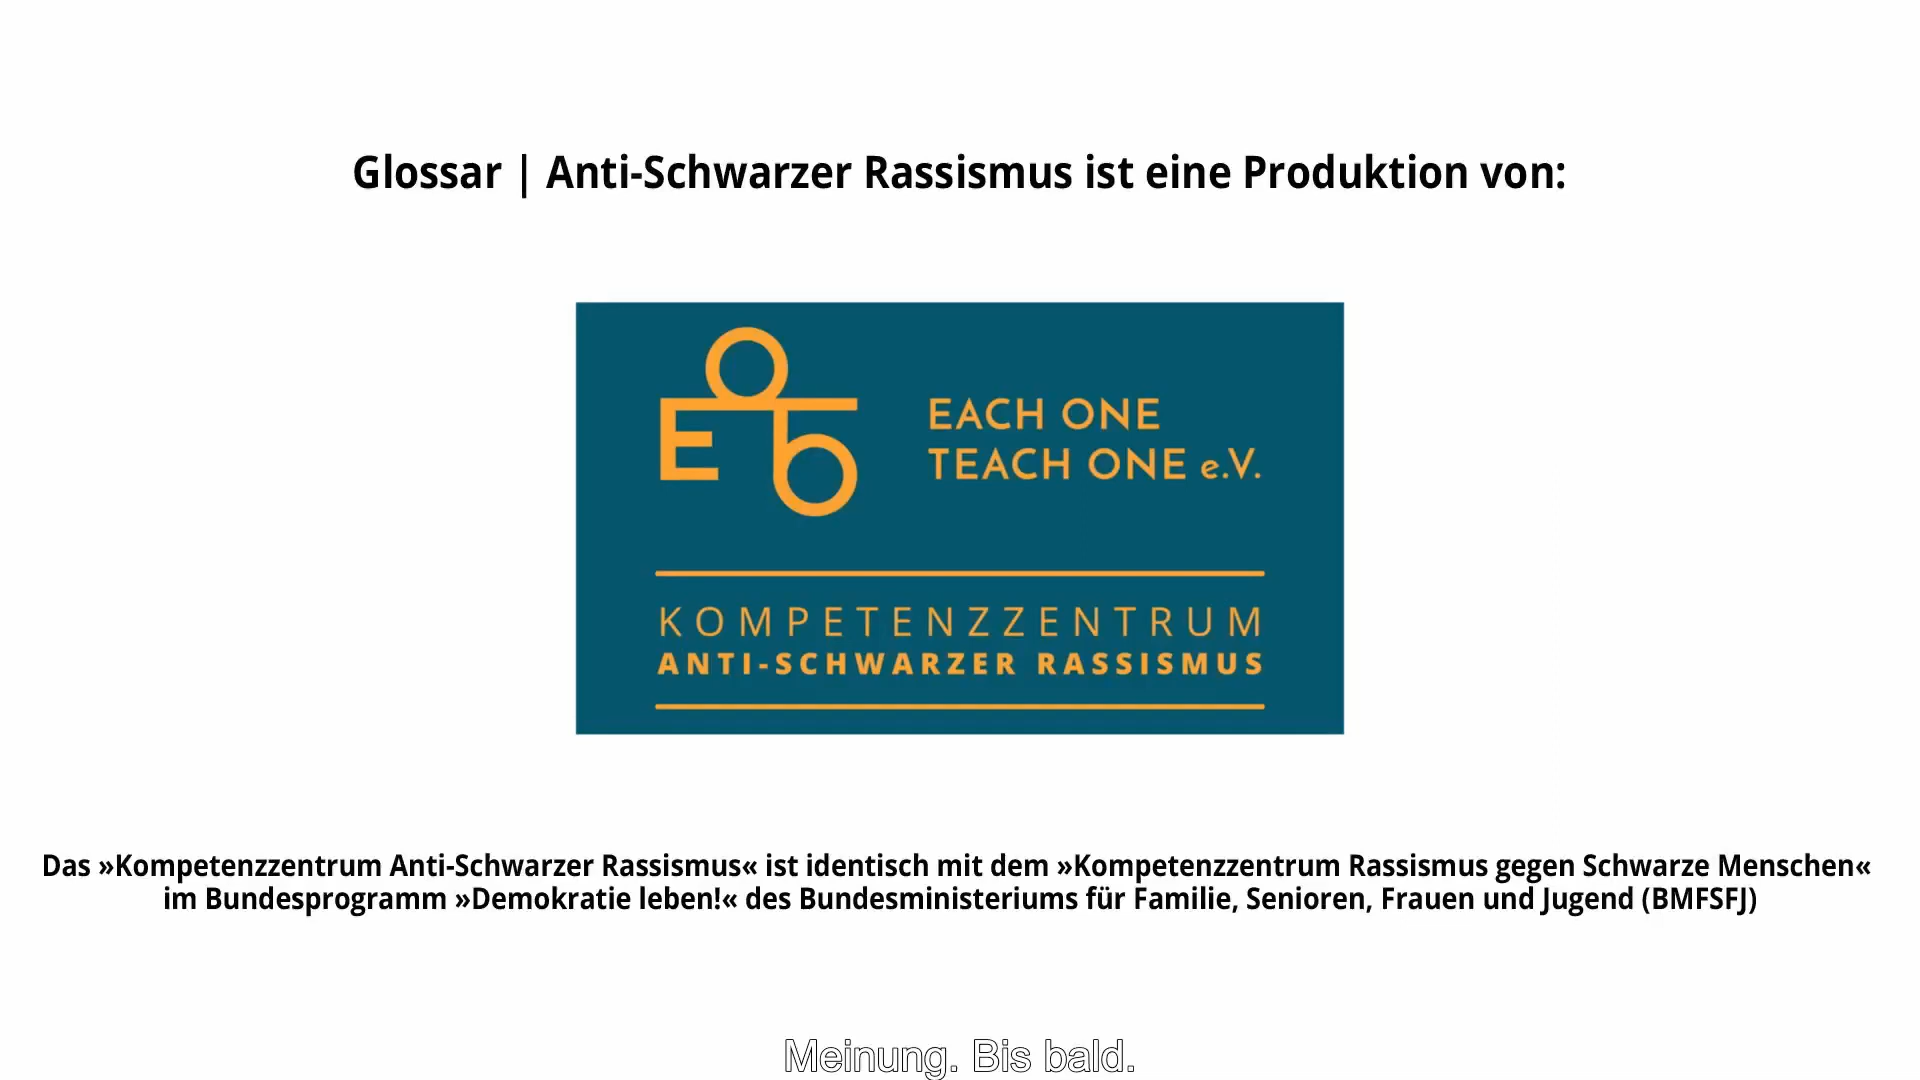 Glossar | Anti-Schwarzer Rassismus ist eine Produktion von:
EACH ONE
TEACH ONE e.V.
KOMPETENZZENTRUM
ANTI-SCHWARZER RASSISMUS
Das »Kompetenzzentrum Anti-Schwarzer Rassismus« ist identisch mit dem »Kompetenzzentrum Rassismus gegen Schwarze Menschen«
im Bundesprogramm »Demokratie leben!« des Bundesministeriums für Familie, Senioren, Frauen und Jugend (BMFSFJ)
Meinung. Bis bald.